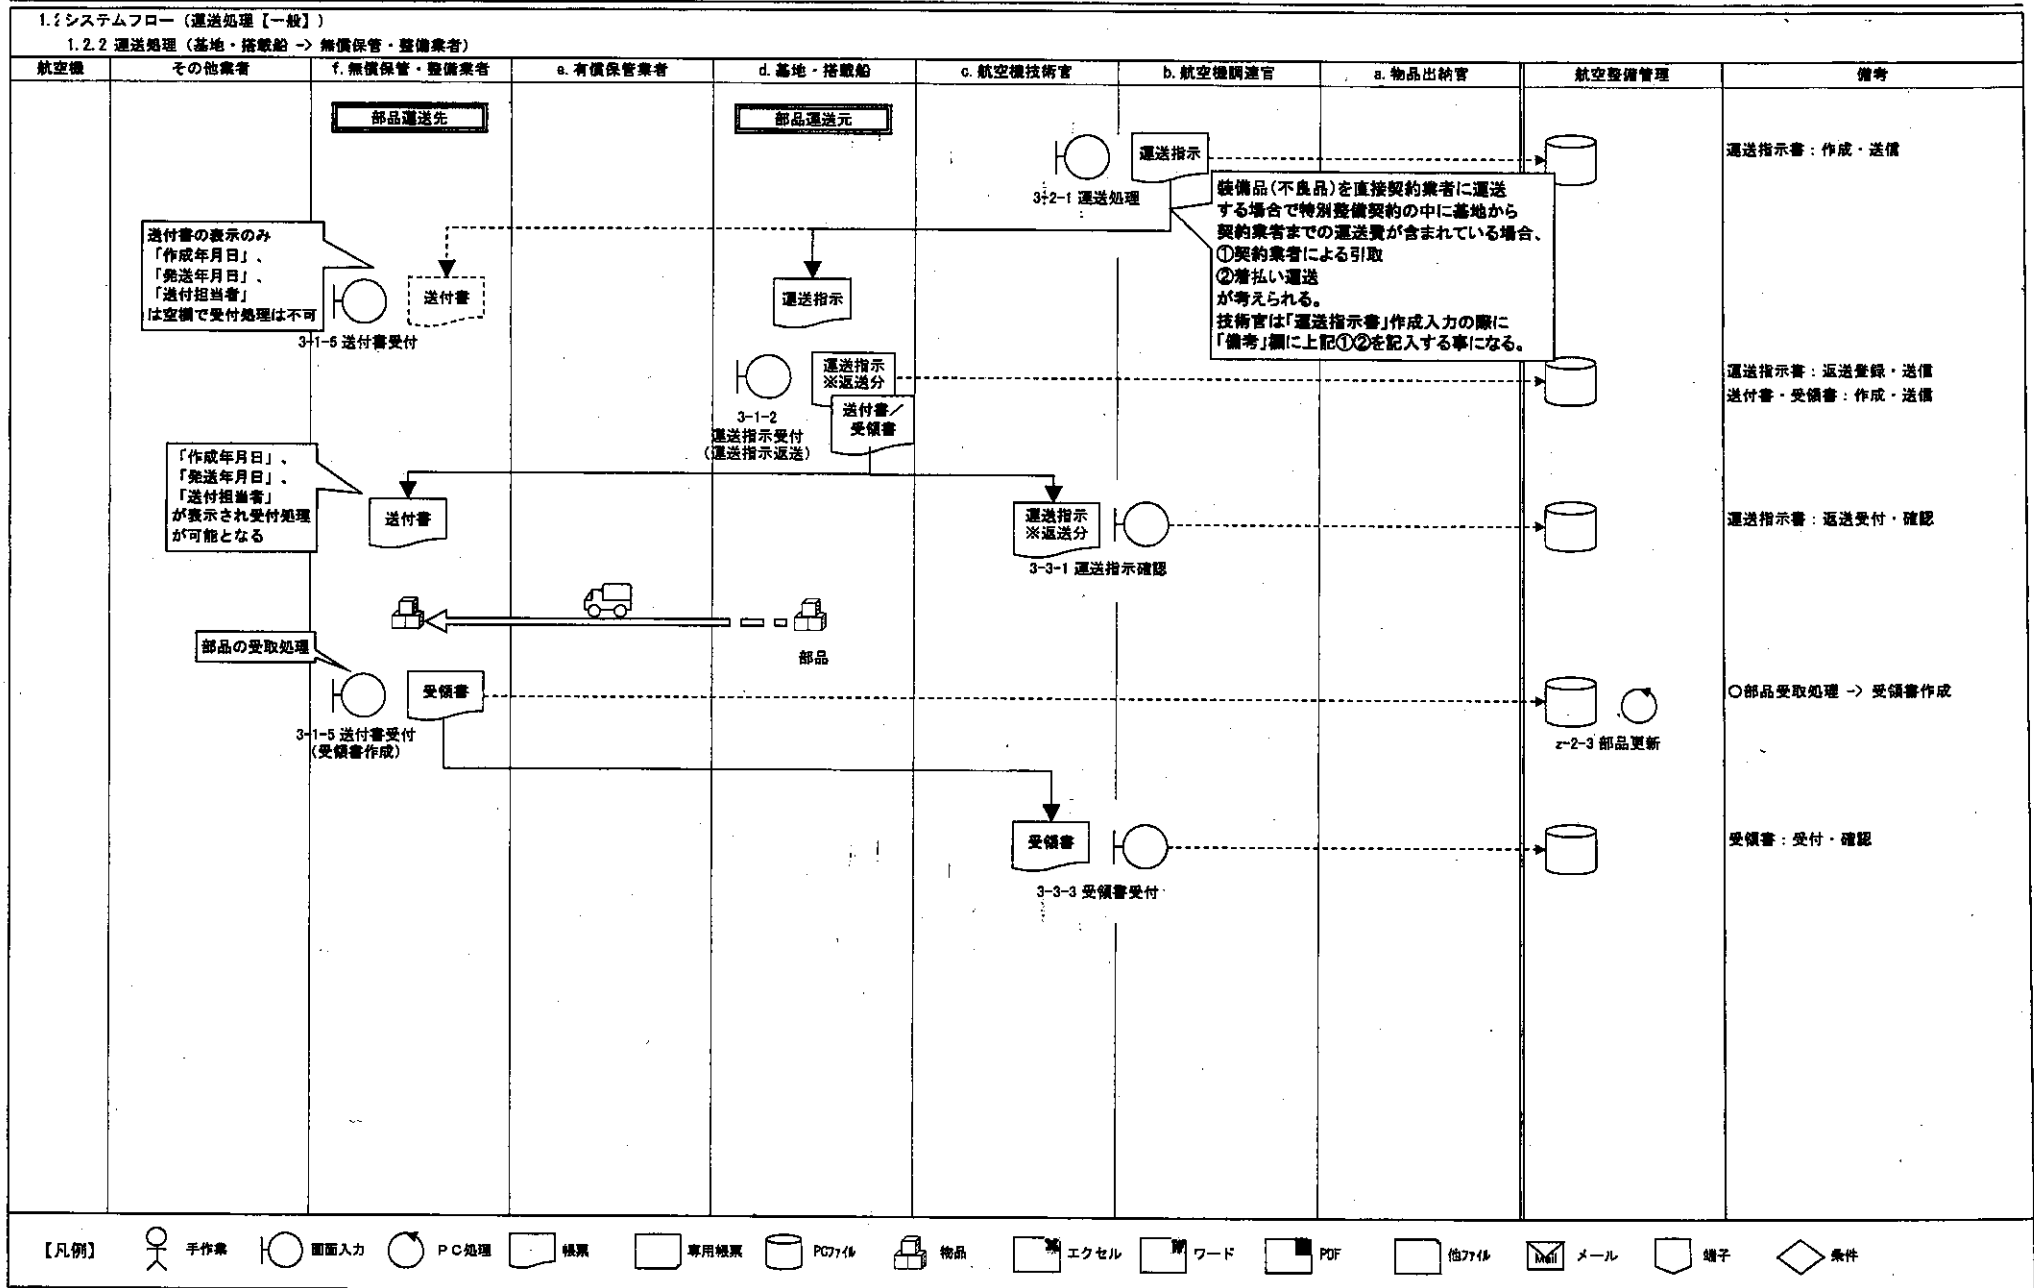 1.2 システムフロー（運送処理【一般】）
1.2.2 運送処理（基地・搭載船 -> 無償保管・整備業者）
航空機
その他業者
f. 無償保管・整備業者
e. 有償保管業者
d. 基地・搭載船
c. 航空機技術官
b. 航空機調達官
a. 物品出納官
航空整備管理
備考
部品運送先
部品運送元
運送指示
3-2-1 運送処理
運送指示書：作成・送信
装備品(不良品)を直接契約業者に運送
する場合で特別整備契約の中に基地から
契約業者までの運送費が含まれている場合、
①契約業者による引取
②着払い運送
が考えられる。
技術官は「運送指示書」作成入力の際に
「備考」欄に上記①②を記入する事になる。
送付書の表示のみ
「作成年月日」、
「発送年月日」、
「送付担当者」
は空欄で受付処理は不可
送付書
3-1-5 送付書受付
運送指示
運送指示
※返送分
送付書／
受領書
3-1-2
運送指示受付
（運送指示返送）
運送指示書：返送登録・送信
送付書・受領書：作成・送信
「作成年月日」、
「発送年月日」、
「送付担当者」
が表示され受付処理
が可能となる
送付書
運送指示
※返送分
3-3-1 運送指示確認
運送指示書：返送受付・確認
部品
部品の受取処理
受領書
3-1-5 送付書受付
（受領書作成）
z-2-3 部品更新
〇部品受取処理 -> 受領書作成
受領書
3-3-3 受領書受付
受領書：受付・確認
【凡例】
手作業
画面入力
ＰＣ処理
帳票
専用帳票
PCファイル
物品
エクセル
ワード
PDF
他ファイル
Mail
メール
端子
条件